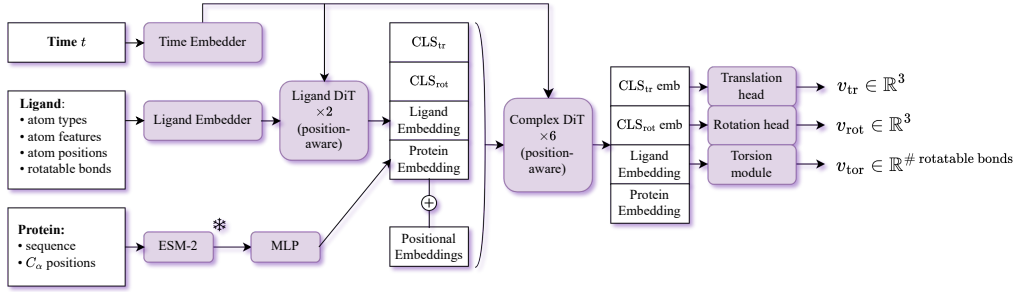 Time t
Time Embedder
Ligand:
• atom types
• atom features
• atom positions
• rotatable bonds
Ligand Embedder
Ligand DiT
×2
(position-
aware)
Protein:
• sequence
• Cα positions
ESM-2
MLP
CLStr
CLSrot
Ligand
Embedding
Protein
Embedding
+
Positional
Embeddings
Complex DiT
×6
(position-
aware)
CLStr emb
CLSrot emb
Ligand
Embedding
Protein
Embedding
Translation
head
Rotation head
Torsion
module
vtr ∈ ℝ³
vrot ∈ ℝ³
vtor ∈ ℝ# rotatable bonds